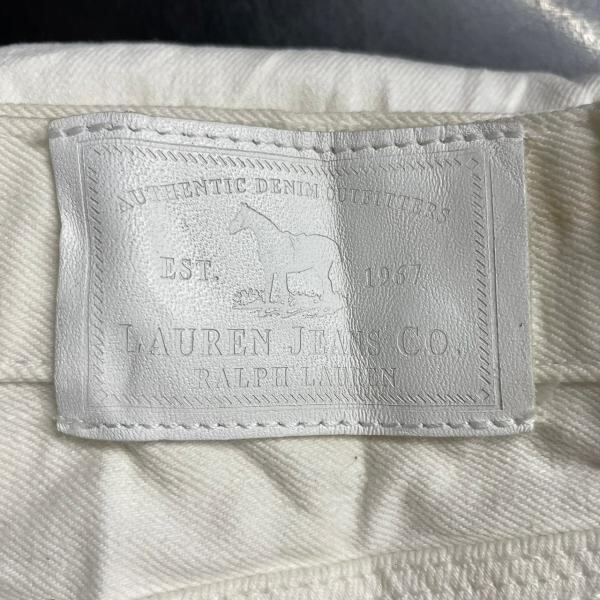 AUTHENTIC DENIM OUTFITTERS
EST. 1967
LAUREN JEANS CO.
RALPH LAUREN